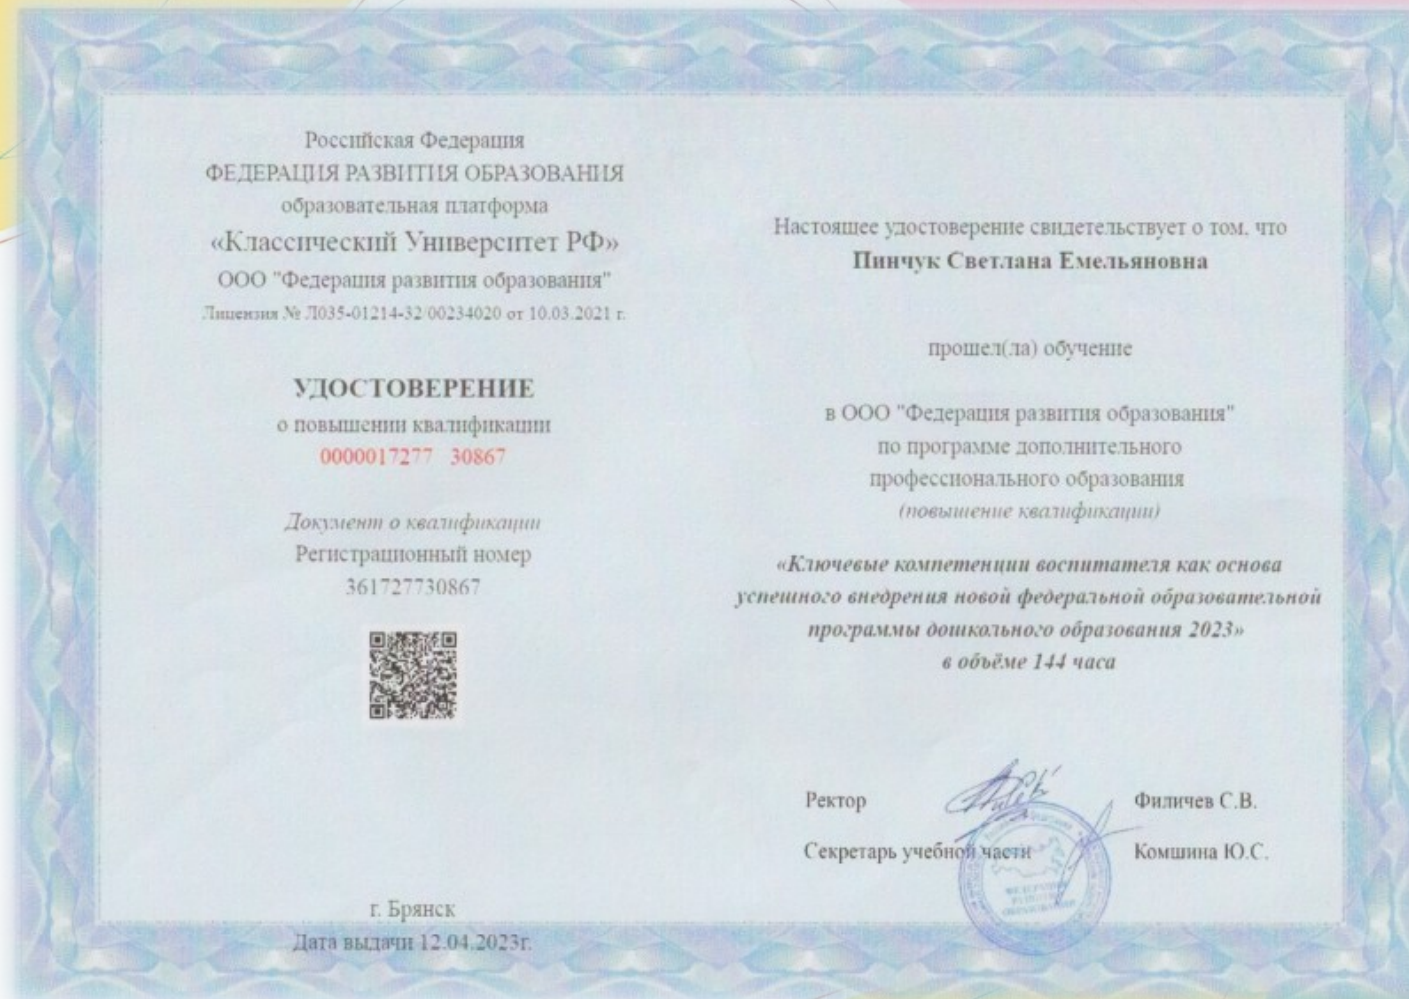 Российская Федерация
ФЕДЕРАЦИЯ РАЗВИТИЯ ОБРАЗОВАНИЯ
образовательная платформа
«Классический Университет РФ»
ООО "Федерация развития образования"
Лицензия № Л035-01214-32/00234020 от 10.03.2021 г.
УДОСТОВЕРЕНИЕ
о повышении квалификации
0000017277 30867
Документ о квалификации
Регистрационный номер
361727730867
г. Брянск
Дата выдачи 12.04.2023г.
Настоящее удостоверение свидетельствует о том, что
Пинчук Светлана Емельяновна
прошел(ла) обучение
в ООО "Федерация развития образования"
по программе дополнительного
профессионального образования
(повышение квалификации)
«Ключевые компетенции воспитателя как основа
успешного внедрения новой федеральной образовательной
программы дошкольного образования 2023»
в объёме 144 часа
Ректор Филичев С.В.
Секретарь учебной части Комшина Ю.С.
ФЕДЕРАЦИЯ
РАЗВИТИЯ
ОБРАЗОВАНИЯ